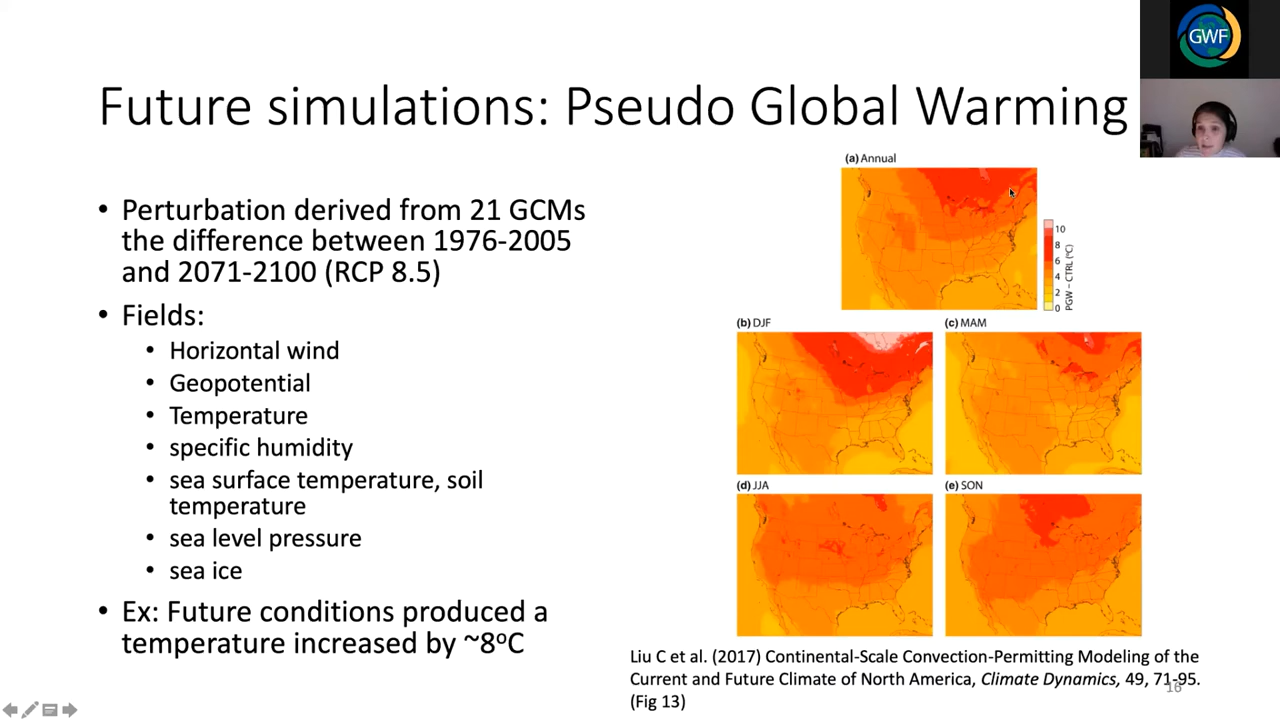 GWF
Future simulations: Pseudo Global Warming
• Perturbation derived from 21 GCMs
the difference between 1976-2005
and 2071-2100 (RCP 8.5)
• Fields:
• Horizontal wind
• Geopotential
• Temperature
• specific humidity
• sea surface temperature, soil
temperature
• sea level pressure
• sea ice
• Ex: Future conditions produced a
temperature increased by ~8°C
(a) Annual
10
8
6
4
2
0
PGW – CTRL (°C)
(b) DJF
(c) MAM
(d) JJA
(e) SON
Liu C et al. (2017) Continental-Scale Convection-Permitting Modeling of the
Current and Future Climate of North America, Climate Dynamics, 49, 71-95.
(Fig 13)
16